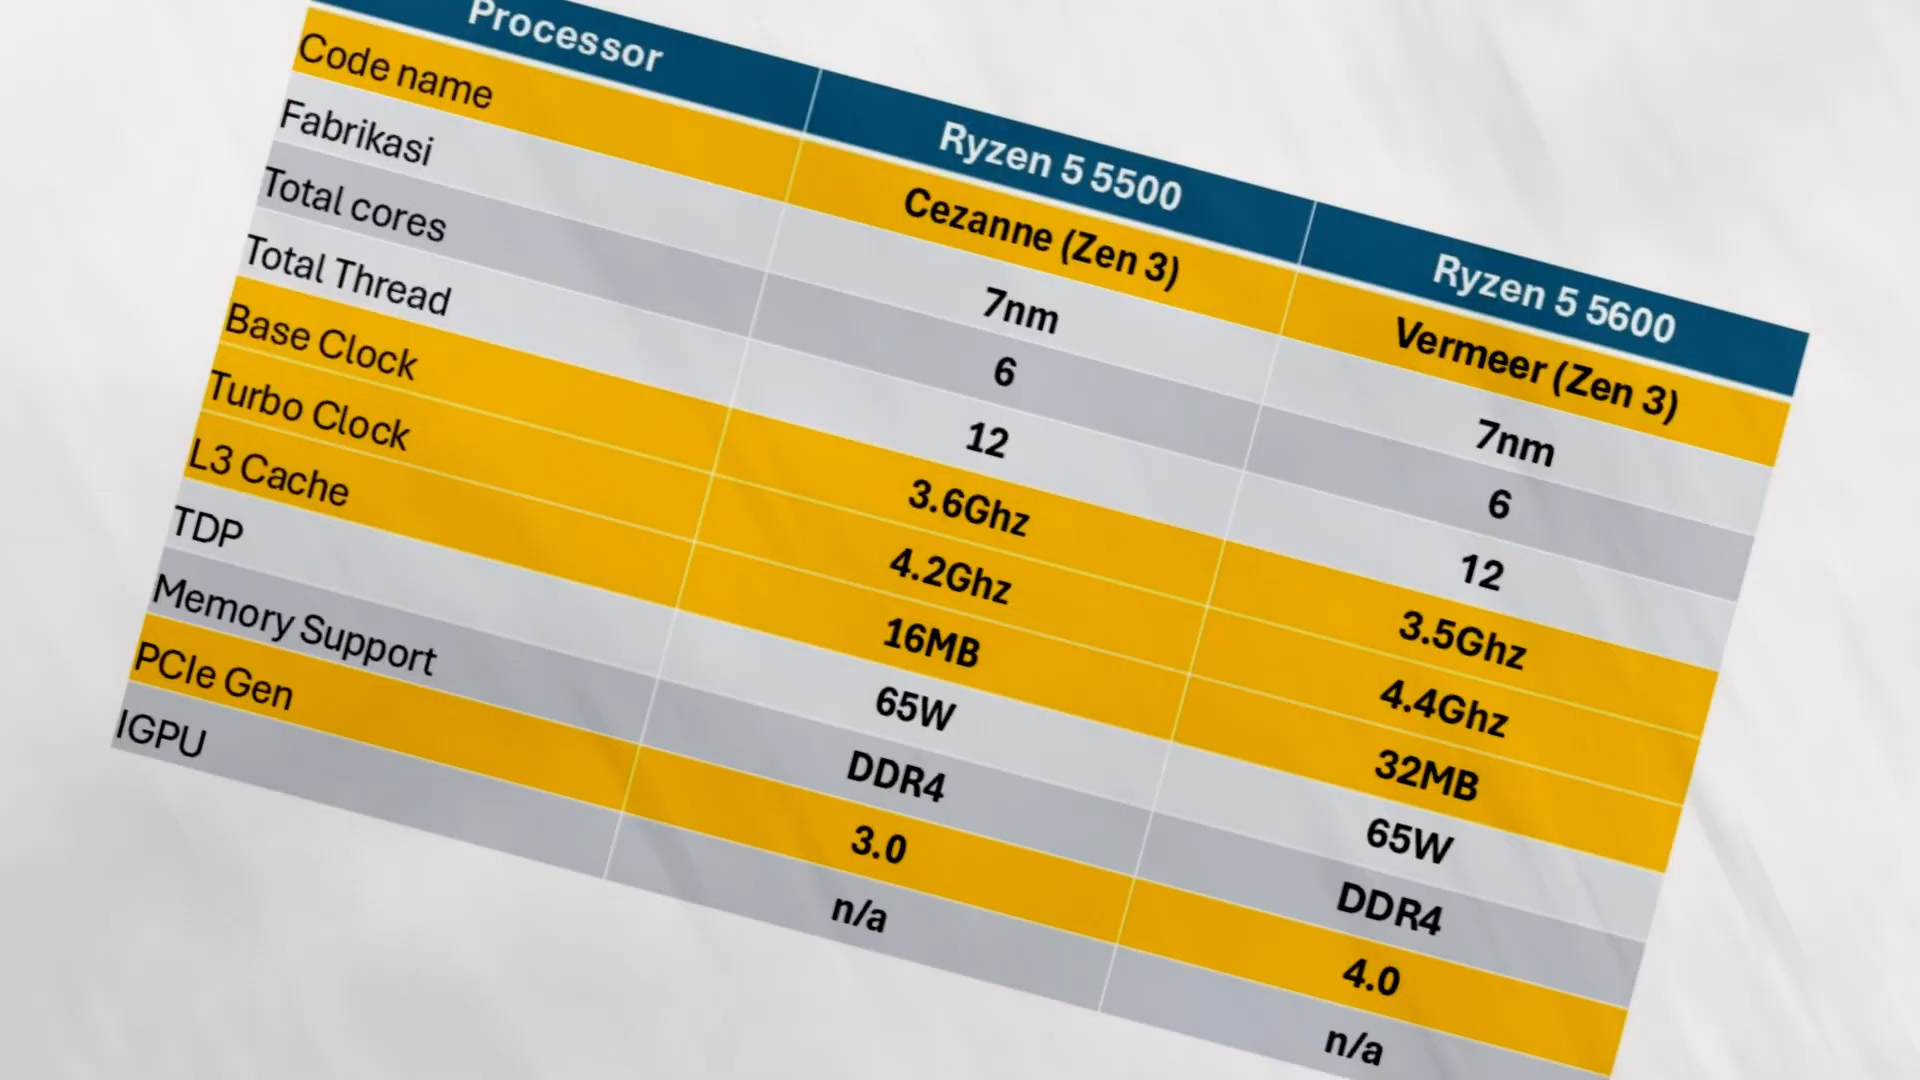 Processor Ryzen 5 5500 Ryzen 5 5600
Code name Cezanne (Zen 3) Vermeer (Zen 3)
Fabrikasi 7nm 7nm
Total cores 6 6
Total Thread 12 12
Base Clock 3.6Ghz 3.5Ghz
Turbo Clock 4.2Ghz 4.4Ghz
L3 Cache 16MB 32MB
TDP 65W 65W
Memory Support DDR4 DDR4
PCIe Gen 3.0 4.0
IGPU n/a n/a